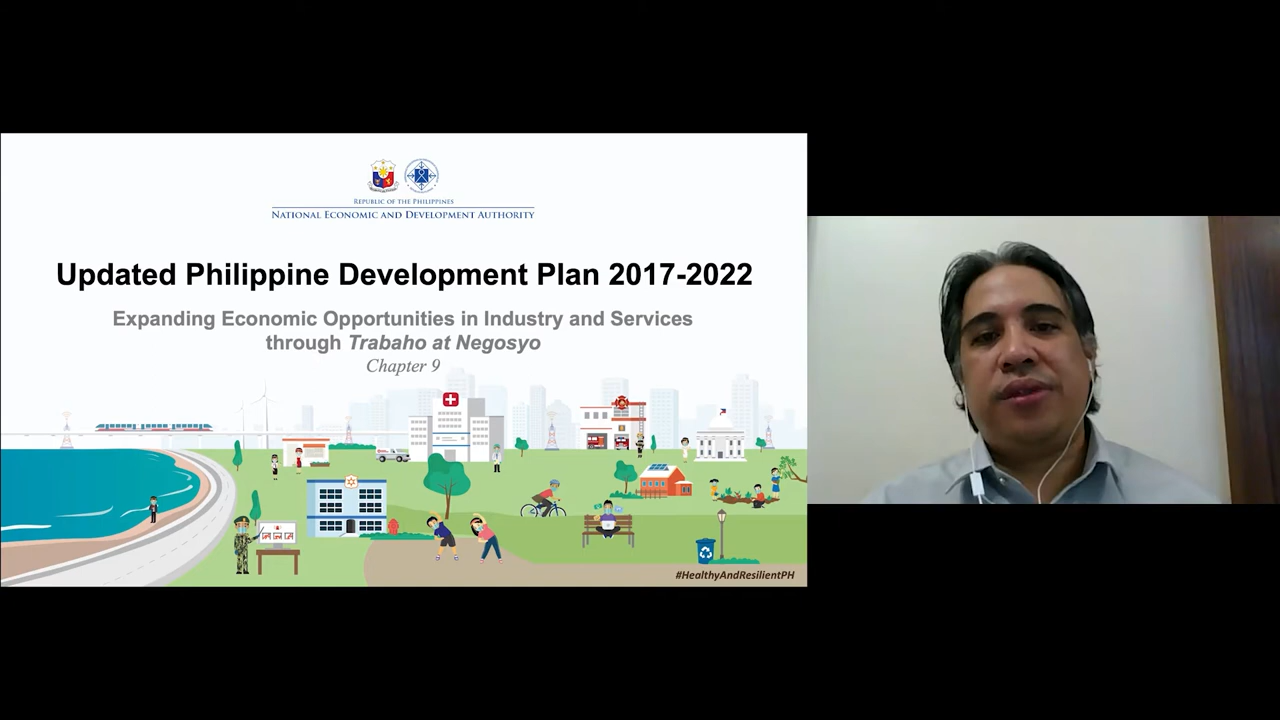 REPUBLIC OF THE PHILIPPINES
NATIONAL ECONOMIC AND DEVELOPMENT AUTHORITY
Updated Philippine Development Plan 2017-2022
Expanding Economic Opportunities in Industry and Services
through Trabaho at Negosyo
Chapter 9
#HealthyAndResilientPH